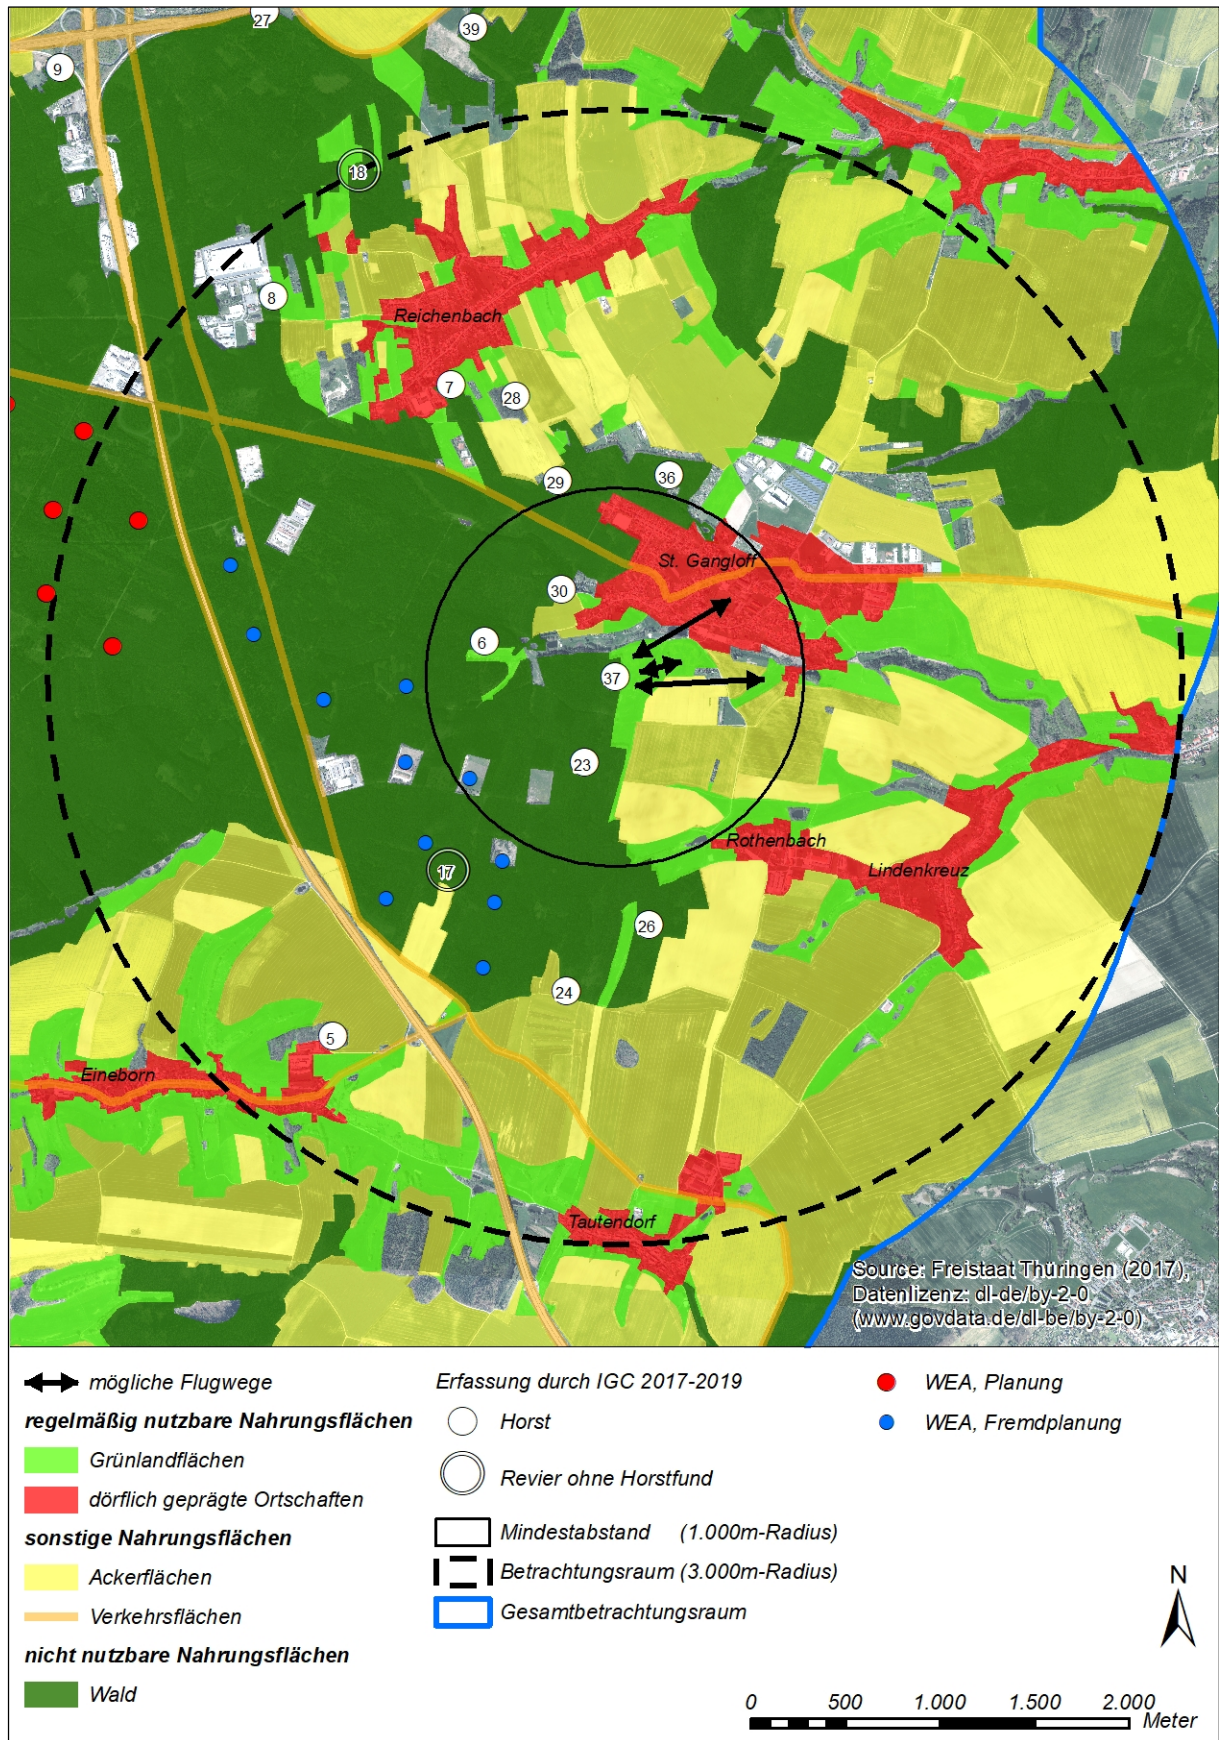 27
39
9
18
8
Reichenbach
7
28
29
36
St. Gangloff
30
6
37
23
Rothenbach
Lindenkreuz
17
26
24
5
Eineborn
Tautendorf
Source: Freistaat Thüringen (2017),
Datenlizenz: dl-de/by-2-0
(www.govdata.de/dl-be/by-2-0)
mögliche Flugwege
regelmäßig nutzbare Nahrungsflächen
Grünlandflächen
dörflich geprägte Ortschaften
sonstige Nahrungsflächen
Ackerflächen
Verkehrsflächen
nicht nutzbare Nahrungsflächen
Wald
Erfassung durch IGC 2017-2019
Horst
Revier ohne Horstfund
Mindestabstand (1.000m-Radius)
Betrachtungsraum (3.000m-Radius)
Gesamtbetrachtungsraum
WEA, Planung
WEA, Fremdplanung
N
0 500 1.000 1.500 2.000
Meter